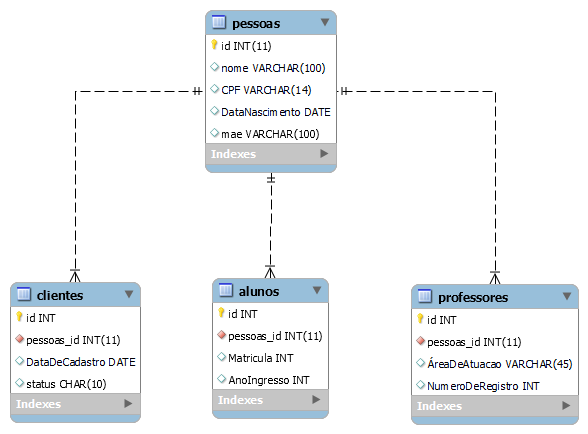 pessoas
id INT(11)
nome VARCHAR(100)
CPF VARCHAR(14)
DataNascimento DATE
mae VARCHAR(100)
Indexes
clientes
id INT
pessoas_id INT(11)
DataDeCadastro DATE
status CHAR(10)
Indexes
alunos
id INT
pessoas_id INT(11)
Matricula INT
AnoIngresso INT
Indexes
professores
id INT
pessoas_id INT(11)
ÁreaDeAtuacao VARCHAR(45)
NumeroDeRegistro INT
Indexes